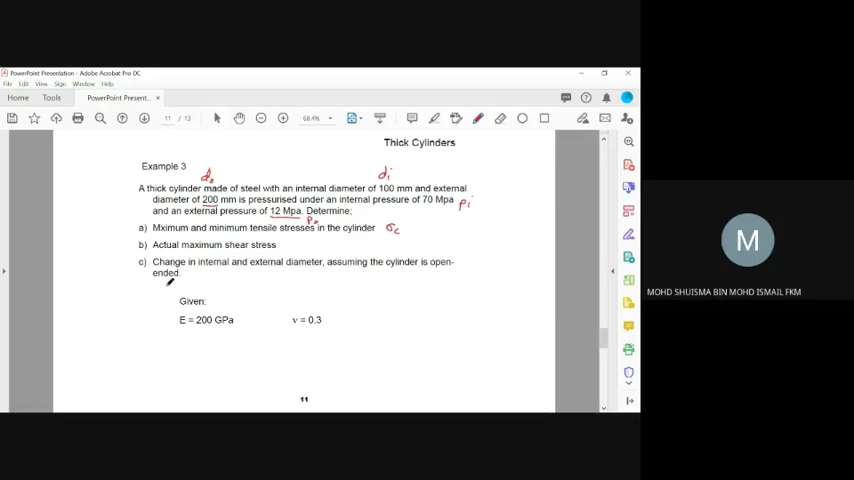 PowerPoint Presentation - Adobe Acrobat Pro DC
File Edit View Sign Window Help
Home Tools PowerPoint Present... ×
11 / 13 68.4%
Thick Cylinders
Example 3
do di
A thick cylinder made of steel with an internal diameter of 100 mm and external
diameter of 200 mm is pressurised under an internal pressure of 70 Mpa pi
and an external pressure of 12 Mpa. Determine;
po
a) Mximum and minimum tensile stresses in the cylinder σc
b) Actual maximum shear stress
c) Change in internal and external diameter, assuming the cylinder is open-
ended.
Given:
E = 200 GPa ν = 0.3
11
M
MOHD SHUISMA BIN MOHD ISMAIL FKM